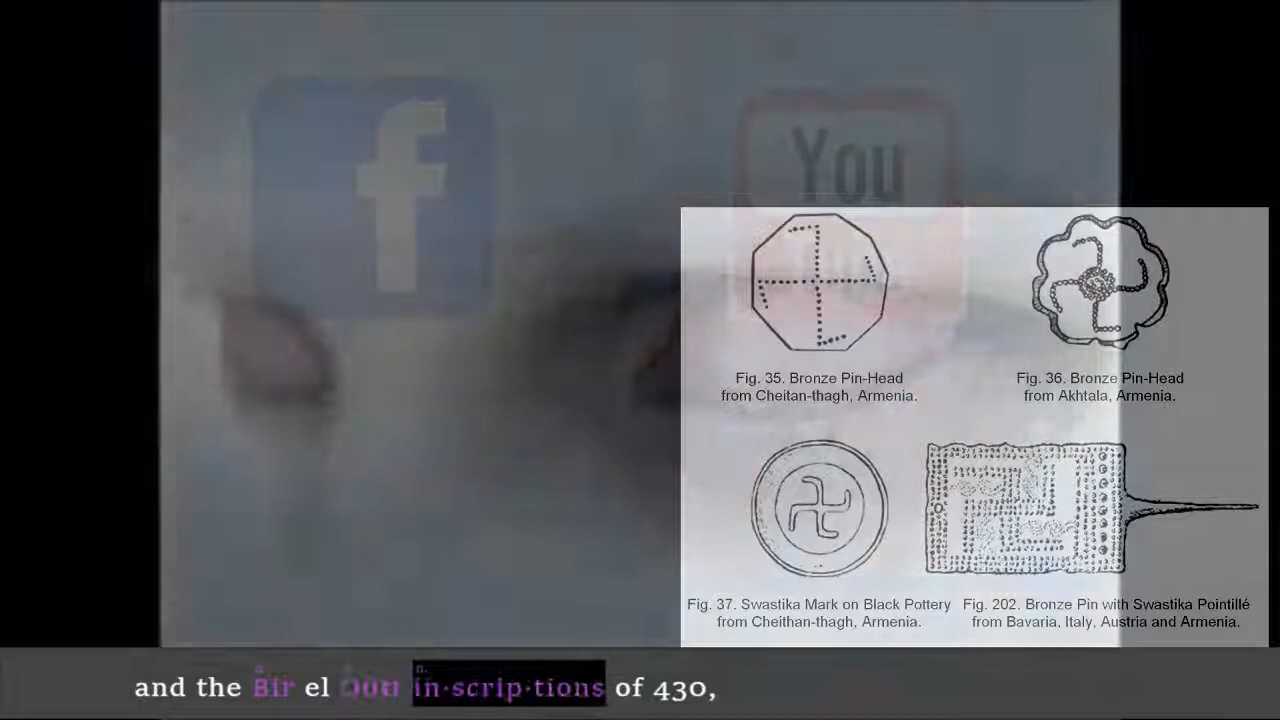 f
You
Fig. 35. Bronze Pin-Head
from Cheitan-thagh, Armenia.
Fig. 36. Bronze Pin-Head
from Akhtala, Armenia.
Fig. 37. Swastika Mark on Black Pottery
from Cheithan-thagh, Armenia.
Fig. 202. Bronze Pin with Swastika Pointillé
from Bavaria, Italy, Austria and Armenia.
n.
and the Bir el in·scrip·tions of 430,